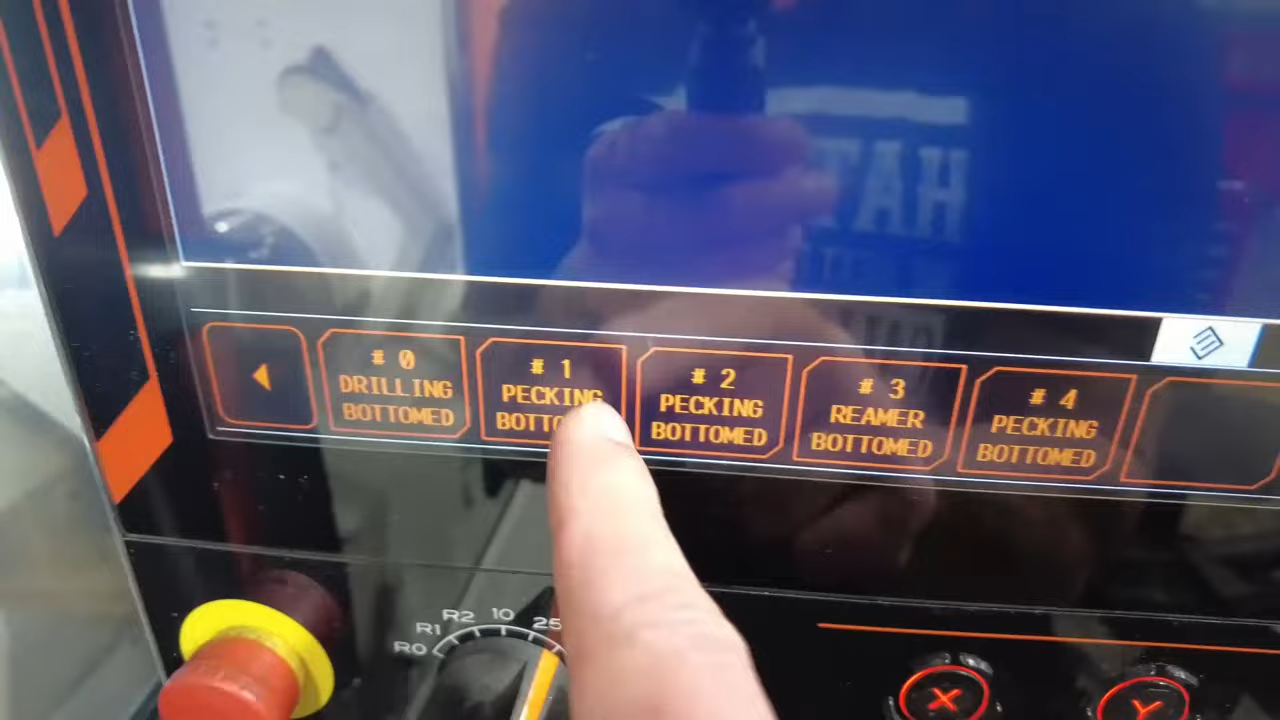 TAH
# 0
DRILLING
BOTTOMED
# 1
PECKING
# 2
PECKING
BOTTOMED
# 3
REAMER
BOTTOMED
# 4
PECKING
BOTTOMED
R0 R1 R2 10 25
X Y